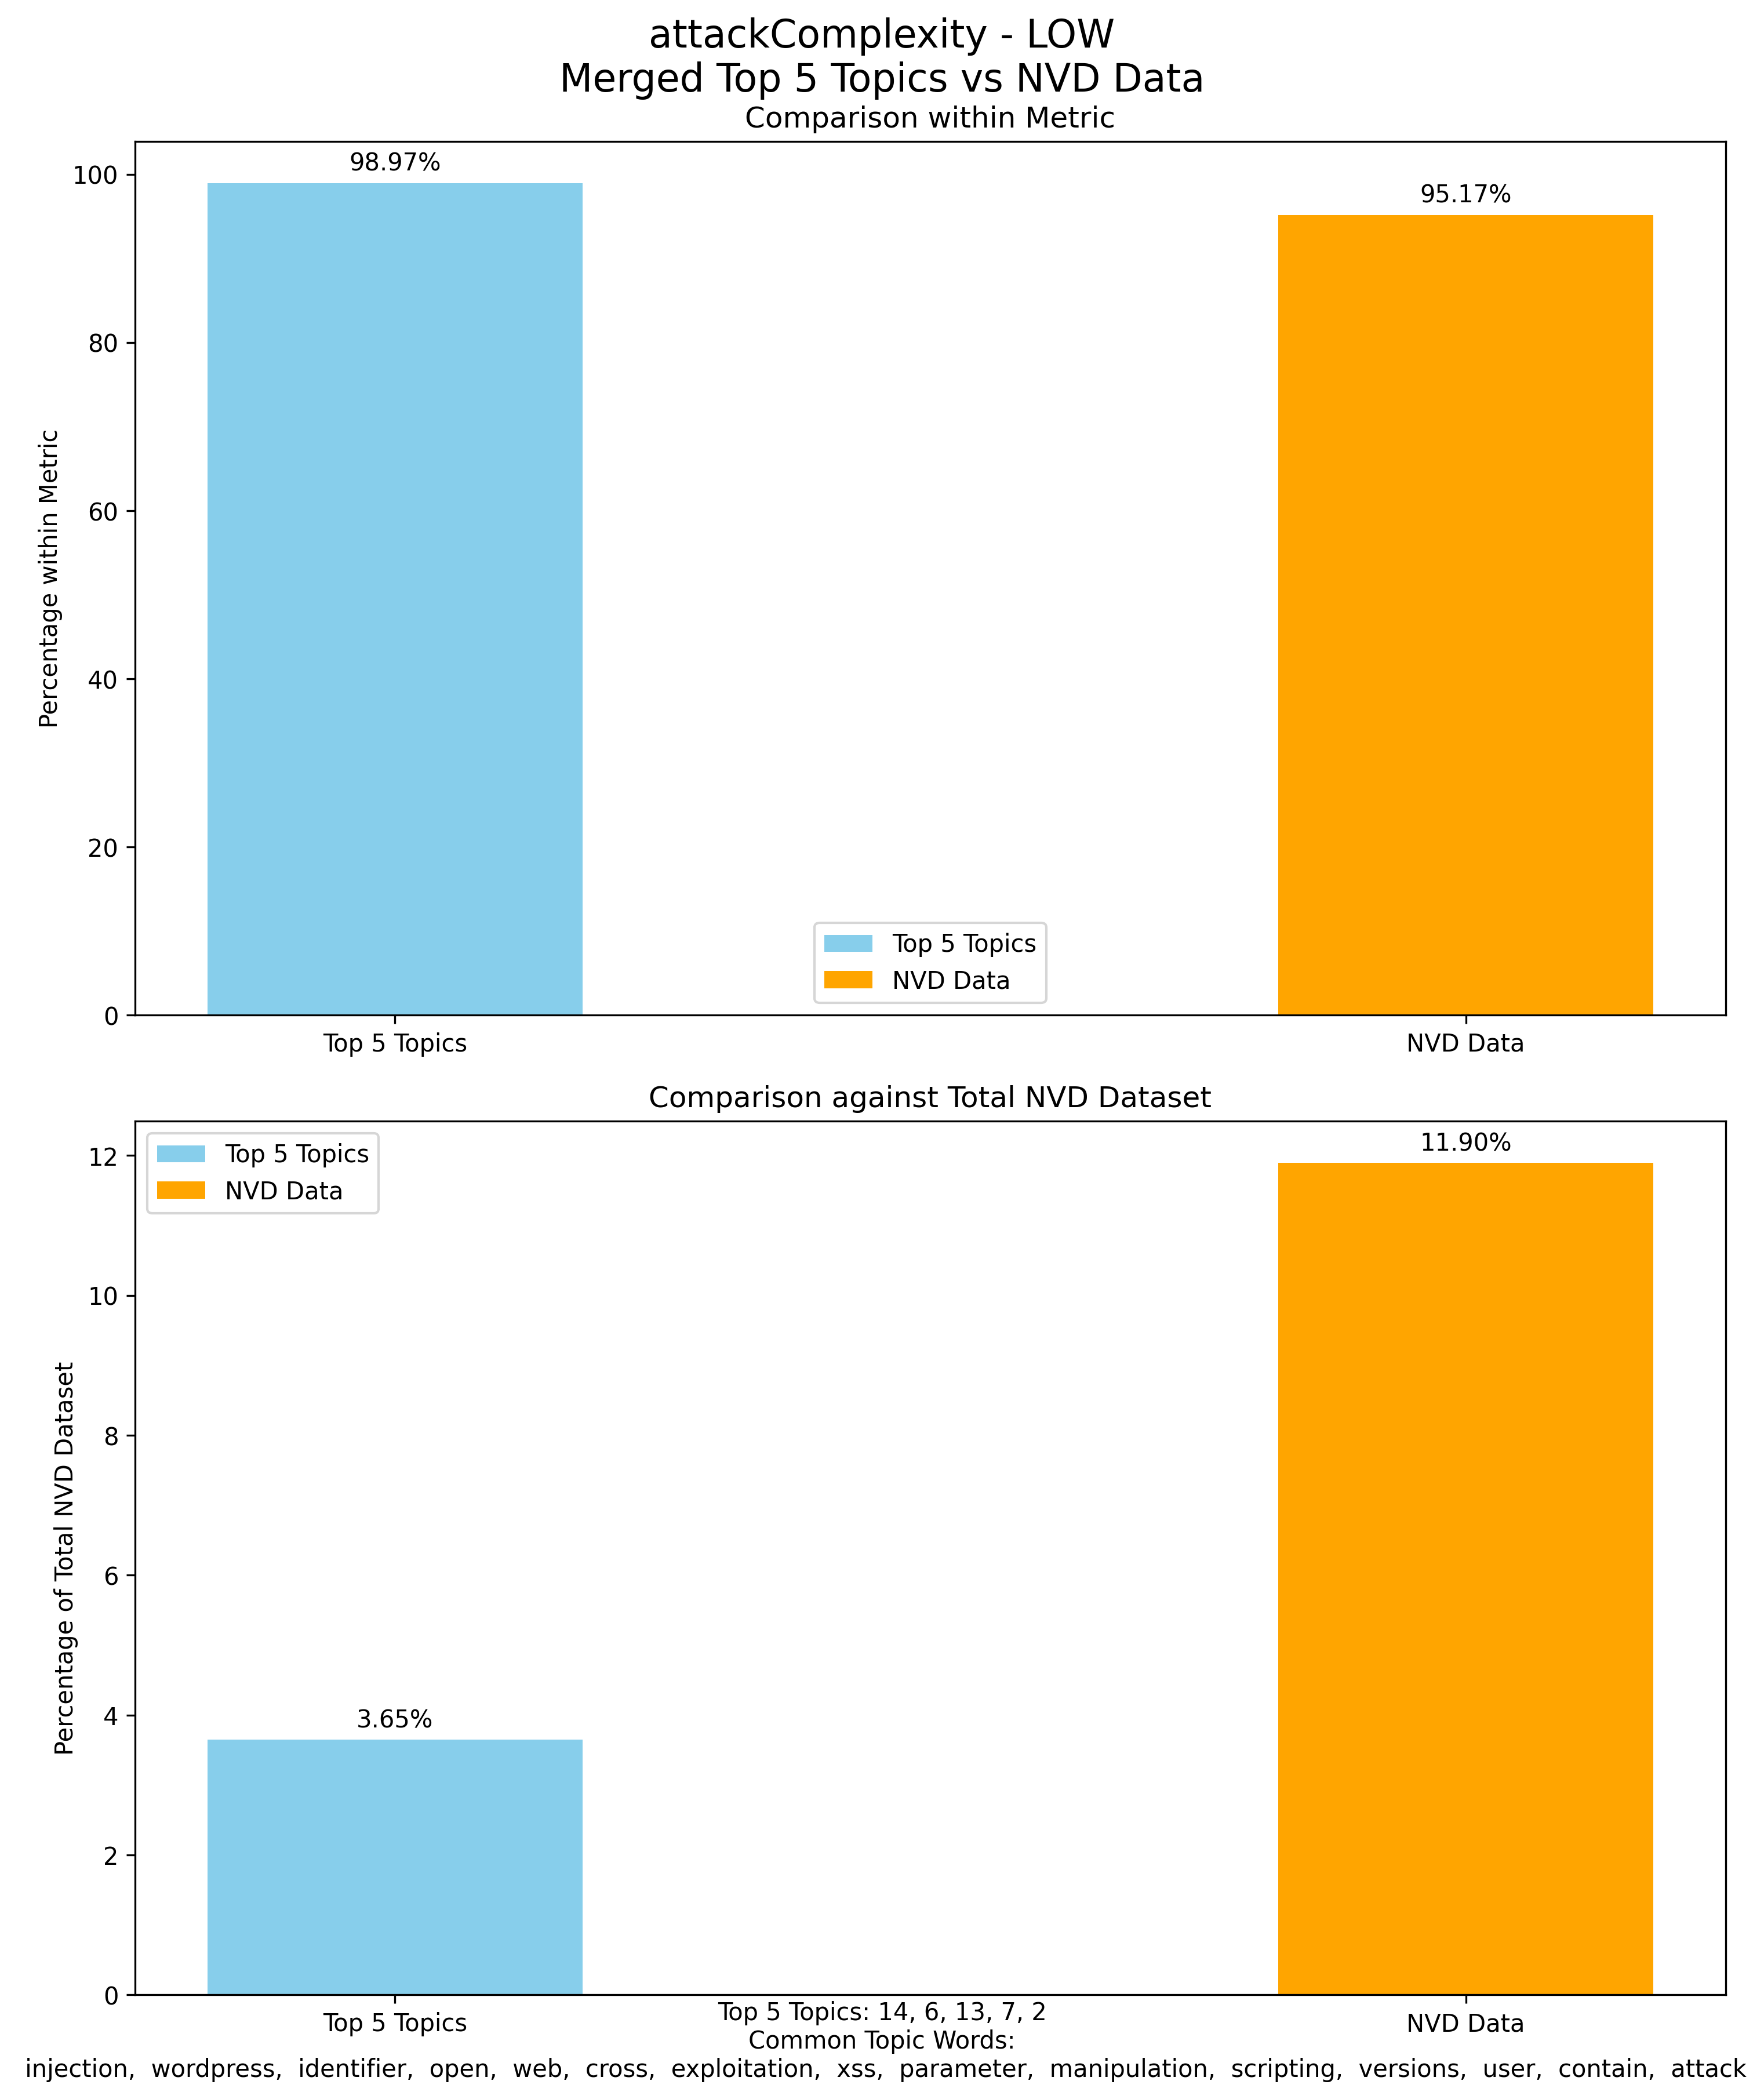 attackComplexity - LOW
Merged Top 5 Topics vs NVD Data
Comparison within Metric
98.97%
95.17%
100
80
60
40
20
0
Percentage within Metric
Top 5 Topics
NVD Data
Top 5 Topics
NVD Data
Comparison against Total NVD Dataset
Top 5 Topics
NVD Data
11.90%
3.65%
12
10
8
6
4
2
0
Percentage of Total NVD Dataset
Top 5 Topics
NVD Data
Top 5 Topics: 14, 6, 13, 7, 2
Common Topic Words:
injection, wordpress, identifier, open, web, cross, exploitation, xss, parameter, manipulation, scripting, versions, user, contain, attack